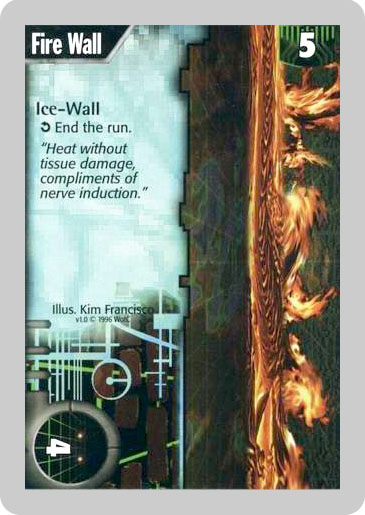 Fire Wall
5
Ice-Wall
End the run.
“Heat without
tissue damage,
compliments of
nerve induction.”
Illus. Kim Francisco
v1.0 © 1996 WotC
4